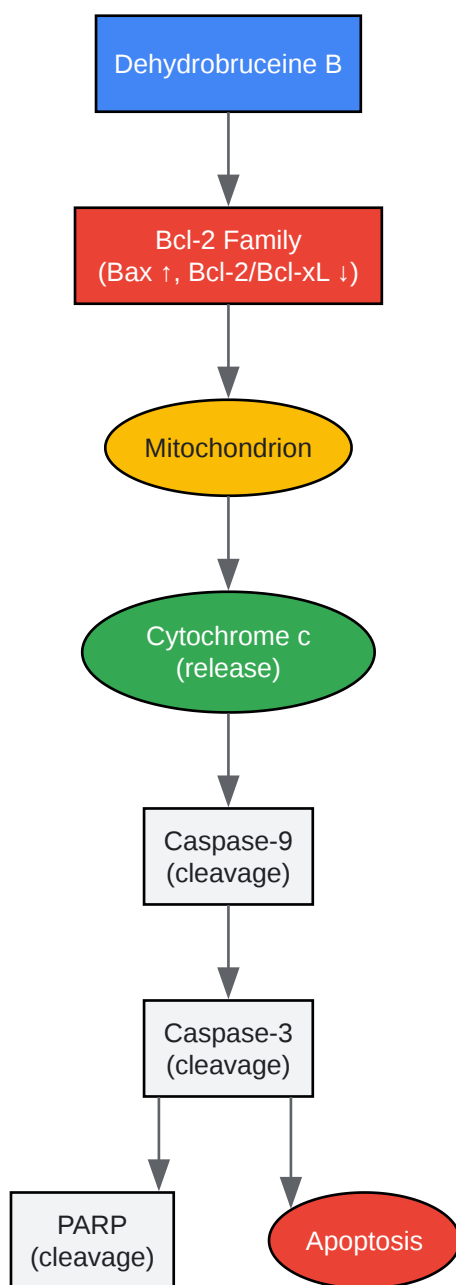 Dehydrobruceine B
Bcl-2 Family
(Bax ↑, Bcl-2/Bcl-xL ↓)
Mitochondrion
Cytochrome c
(release)
Caspase-9
(cleavage)
Caspase-3
(cleavage)
PARP
(cleavage)
Apoptosis